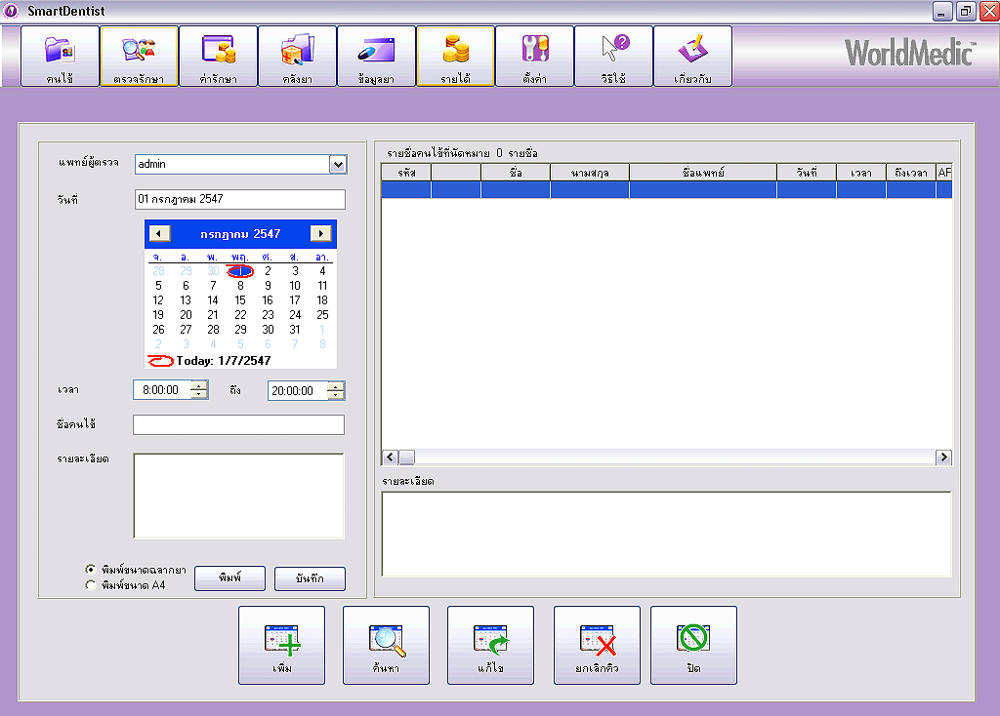 SmartDentist
คนไข้ ตรวจรักษา ค่ารักษา คลังยา ข้อมูลยา รายได้ ตั้งค่า วิธีใช้ เกี่ยวกับ
WorldMedic™
แพทย์ผู้ตรวจ admin
วันที่ 01 กรกฎาคม 2547
กรกฎาคม 2547
จ. อ. พ. พฤ. ศ. ส. อา.
28 29 30 1 2 3 4
5 6 7 8 9 10 11
12 13 14 15 16 17 18
19 20 21 22 23 24 25
26 27 28 29 30 31 1
2 3 4 5 6 7 8
Today: 1/7/2547
เวลา 8:00:00 ถึง 20:00:00
ชื่อคนไข้
รายละเอียด
พิมพ์ขนาดฉลากยา
พิมพ์ขนาด A4
พิมพ์ บันทึก
รายชื่อคนไข้ที่นัดหมาย 0 รายชื่อ
รหัส ชื่อ นามสกุล ชื่อแพทย์ วันที่ เวลา ถึงเวลา AF
รายละเอียด
เพิ่ม ค้นหา แก้ไข ยกเลิกคิว ปิด